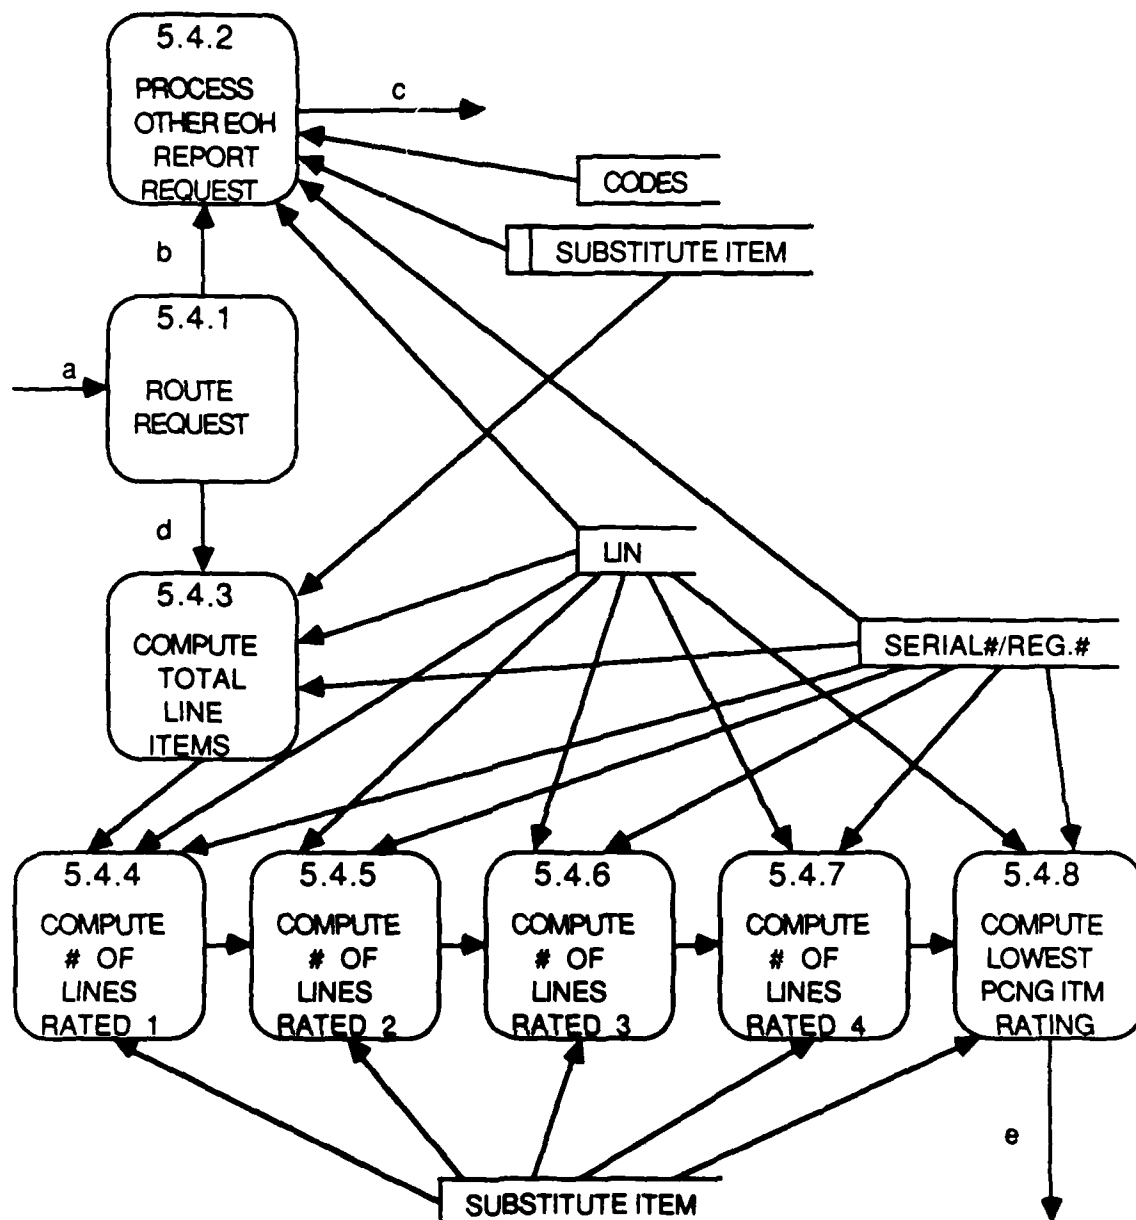 5.4.2
PROCESS
OTHER EOH
REPORT
REQUEST
c
CODES
SUBSTITUTE ITEM
b
5.4.1
ROUTE
REQUEST
a
d
LIN
5.4.3
COMPUTE
TOTAL
LINE
ITEMS
SERIAL#/REG.#
5.4.4
COMPUTE
# OF
LINES
RATED 1
5.4.5
COMPUTE
# OF
LINES
RATED 2
5.4.6
COMPUTE
# OF
LINES
RATED 3
5.4.7
COMPUTE
# OF
LINES
RATED 4
5.4.8
COMPUTE
LOWEST
PCNG ITM
RATING
e
SUBSTITUTE ITEM